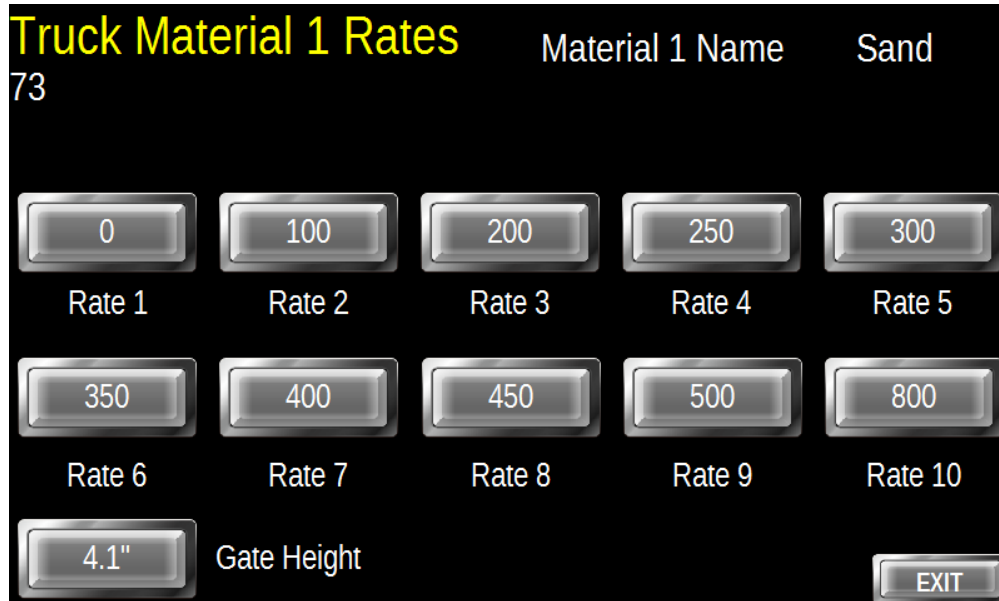 Truck Material 1 Rates Material 1 Name Sand
73
0 100 200 250 300
Rate 1 Rate 2 Rate 3 Rate 4 Rate 5
350 400 450 500 800
Rate 6 Rate 7 Rate 8 Rate 9 Rate 10
4.1" Gate Height
EXIT